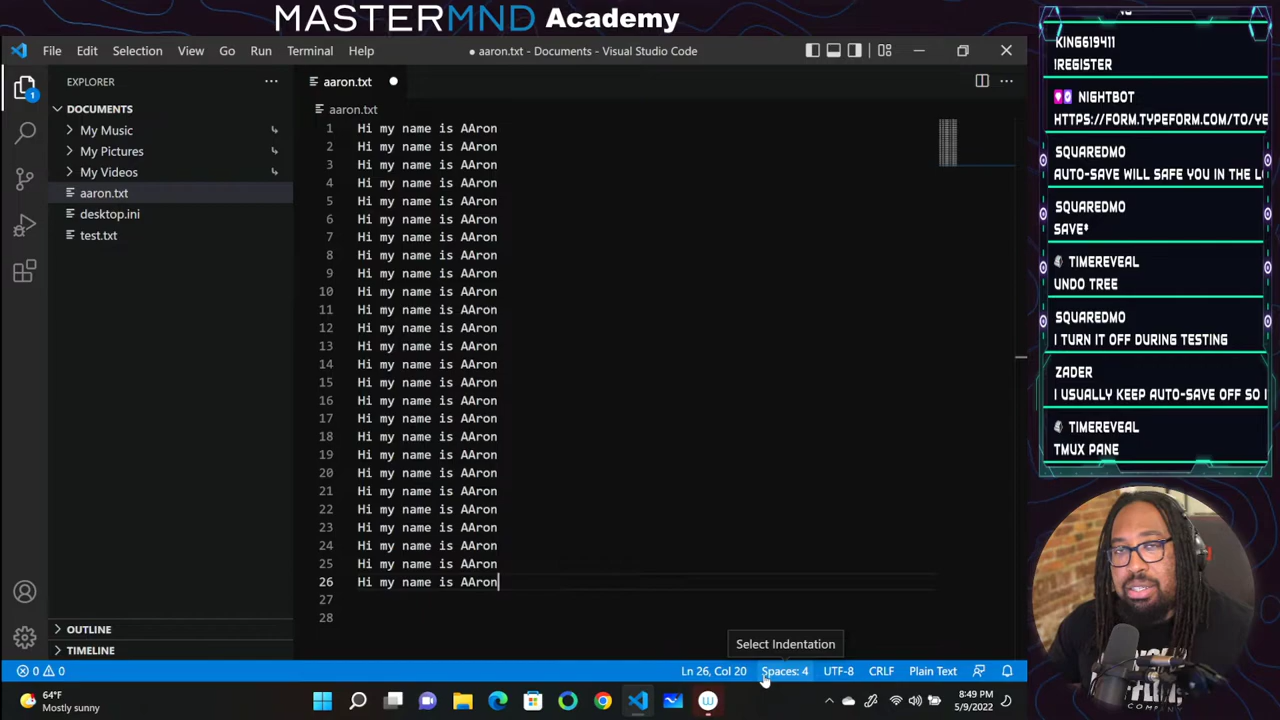 MASTERMND Academy
File Edit Selection View Go Run Terminal Help
● aaron.txt - Documents - Visual Studio Code
EXPLORER
DOCUMENTS
My Music
My Pictures
My Videos
aaron.txt
desktop.ini
test.txt
OUTLINE
TIMELINE
1
aaron.txt
aaron.txt
1 Hi my name is AAron
2 Hi my name is AAron
3 Hi my name is AAron
4 Hi my name is AAron
5 Hi my name is AAron
6 Hi my name is AAron
7 Hi my name is AAron
8 Hi my name is AAron
9 Hi my name is AAron
10 Hi my name is AAron
11 Hi my name is AAron
12 Hi my name is AAron
13 Hi my name is AAron
14 Hi my name is AAron
15 Hi my name is AAron
16 Hi my name is AAron
17 Hi my name is AAron
18 Hi my name is AAron
19 Hi my name is AAron
20 Hi my name is AAron
21 Hi my name is AAron
22 Hi my name is AAron
23 Hi my name is AAron
24 Hi my name is AAron
25 Hi my name is AAron
26 Hi my name is AAron
27
28
Select Indentation
0 0
Ln 26, Col 20 Spaces: 4 UTF-8 CRLF Plain Text
64°F
Mostly sunny
8:49 PM
5/9/2022
KING619411
!REGISTER
NIGHTBOT
HTTPS://FORM.TYPEFORM.COM/TO/YE
SQUAREDMO
AUTO-SAVE WILL SAFE YOU IN THE L
SQUAREDMO
SAVE*
TIMEREVEAL
UNDO TREE
SQUAREDMO
I TURN IT OFF DURING TESTING
ZADER
I USUALLY KEEP AUTO-SAVE OFF SO I
TIMEREVEAL
TMUX PANE
COMPANY